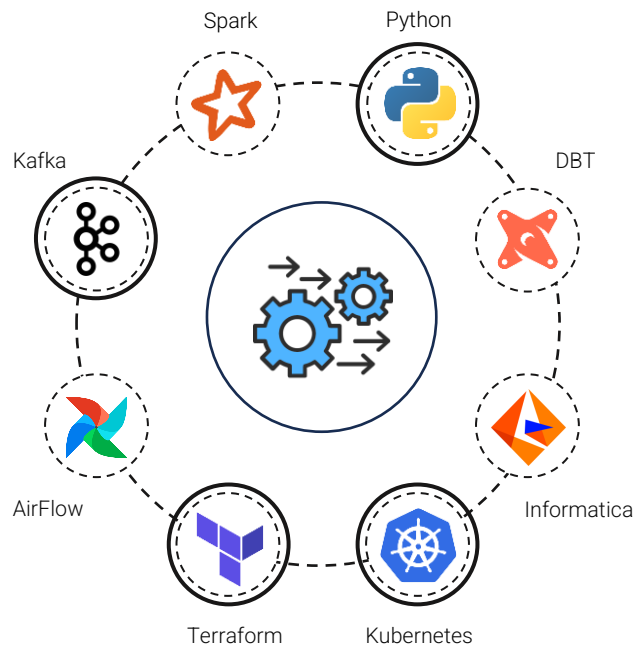 Spark
Python
Kafka
DBT
AirFlow
Informatica
Terraform
Kubernetes